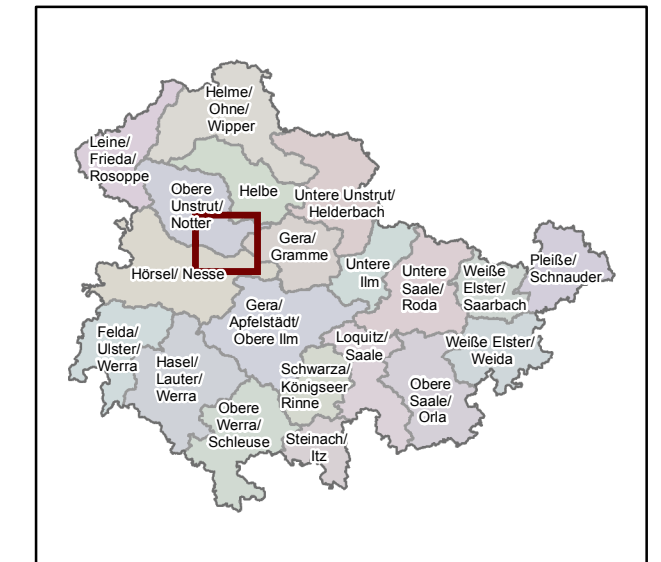 Helme/
Ohne/
Wipper
Leine/
Frieda/
Rosoppe
Obere
Unstrut/
Notter
Helbe
Untere Unstrut/
Helderbach
Gera/
Gramme
Hörsel/ Nesse
Untere
Ilm
Untere
Saale/
Roda
Weiße
Elster/
Saarbach
Pleiße/
Schnauder
Felda/
Ulster/
Werra
Hasel/
Lauter/
Werra
Gera/
Apfelstädt/
Obere Ilm
Loquitz/
Saale
Weiße Elster/
Weida
Schwarza/
Königseer
Rinne
Obere
Saale/
Orla
Obere
Werra/
Schleuse
Steinach/
Itz